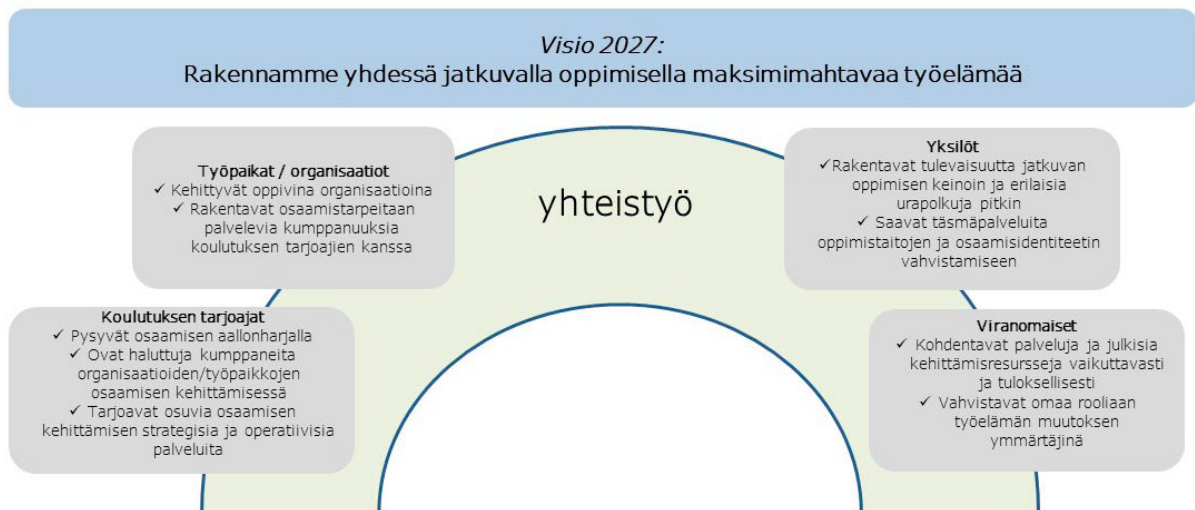 Visio 2027:
Rakennamme yhdessä jatkuvalla oppimisella maksimimahtavaa työelämää
Työpaikat / organisaatiot
✓ Kehittyvät oppivina organisaatioina
✓ Rakentavat osaamistarpeitaan
palvelevia kumppanuuksia
koulutuksen tarjoajien kanssa
yhteistyö
Yksilöt
✓Rakentavat tulevaisuutta jatkuvan
oppimisen keinoin ja erilaisia
urapolkuja pitkin
✓ Saavat täsmäpalveluita
oppimistaitojen ja osaamisidentiteetin
vahvistamiseen
Koulutuksen tarjoajat
✓ Pysyvät osaamisen aallonharjalla
✓ Ovat haluttuja kumppaneita
organisaatioiden/työpaikkojen
osaamisen kehittämisessä
✓ Tarjoavat osuvia osaamisen
kehittämisen strategisia ja operatiivisia
palveluita
Viranomaiset
✓ Kohdentavat palveluja ja julkisia
kehittämisresursseja vaikuttavasti
ja tuloksellisesti
✓ Vahvistavat omaa rooliaan
työelämän muutoksen
ymmärtäjinä